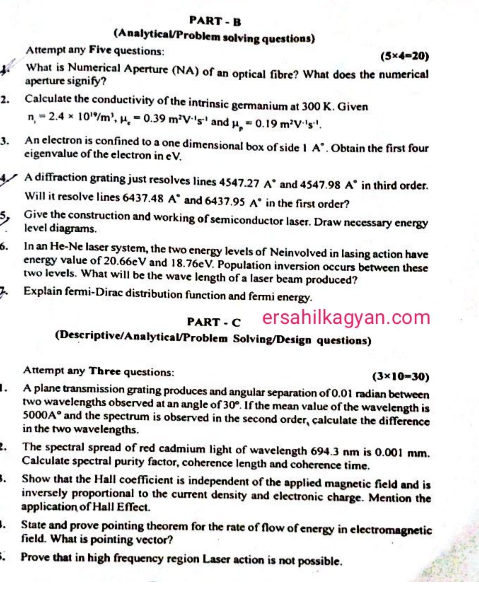 PART - B
(Analytical/Problem solving questions)
Attempt any Five questions: (5×4=20)
1. What is Numerical Aperture (NA) of an optical fibre? What does the numerical
aperture signify?
2. Calculate the conductivity of the intrinsic germanium at 300 K. Given
nᵢ = 2.4 × 10¹⁹/m³, μₑ = 0.39 m²V⁻¹s⁻¹ and μₚ = 0.19 m²V⁻¹s⁻¹.
3. An electron is confined to a one dimensional box of side 1 A°. Obtain the first four
eigenvalue of the electron in eV.
4. A diffraction grating just resolves lines 4547.27 A° and 4547.98 A° in third order.
Will it resolve lines 6437.48 A° and 6437.95 A° in the first order?
5. Give the construction and working of semiconductor laser. Draw necessary energy
level diagrams.
6. In an He-Ne laser system, the two energy levels of Neinvolved in lasing action have
energy value of 20.66eV and 18.76eV. Population inversion occurs between these
two levels. What will be the wave length of a laser beam produced?
7. Explain fermi-Dirac distribution function and fermi energy.
PART - C ersahilkagyan.com
(Descriptive/Analytical/Problem Solving/Design questions)
Attempt any Three questions: (3×10=30)
1. A plane transmission grating produces and angular separation of 0.01 radian between
two wavelengths observed at an angle of 30°. If the mean value of the wavelength is
5000A° and the spectrum is observed in the second order, calculate the difference
in the two wavelengths.
2. The spectral spread of red cadmium light of wavelength 694.3 nm is 0.001 mm.
Calculate spectral purity factor, coherence length and coherence time.
3. Show that the Hall coefficient is independent of the applied magnetic field and is
inversely proportional to the current density and electronic charge. Mention the
application of Hall Effect.
4. State and prove pointing theorem for the rate of flow of energy in electromagnetic
field. What is pointing vector?
5. Prove that in high frequency region Laser action is not possible.